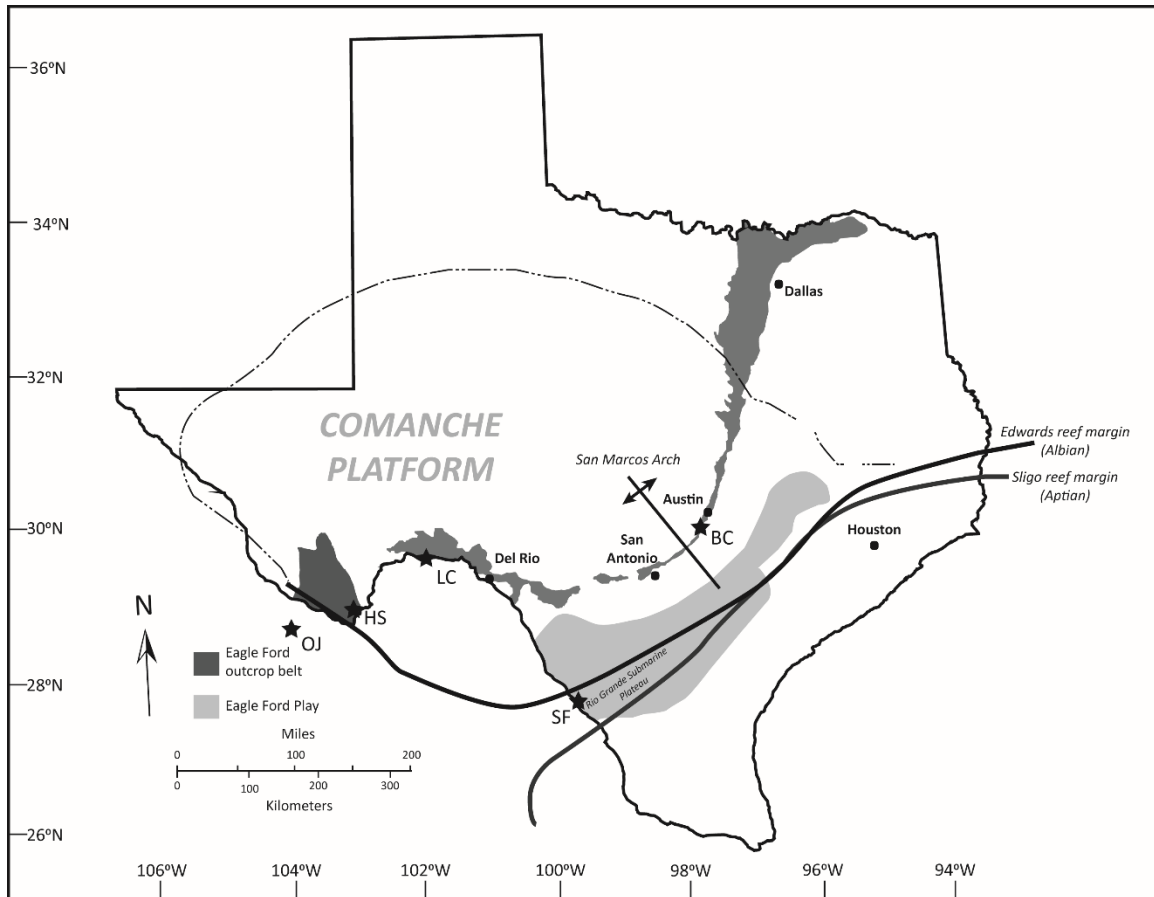 36ºN
34ºN
Dallas
32ºN
COMANCHE
PLATFORM
Edwards reef margin
(Albian)
San Marcos Arch
Sligo reef margin
(Aptian)
Austin
30ºN
BC
San
Antonio
Houston
Del Rio
LC
N
HS
OJ
Eagle Ford
outcrop belt
Rio Grande Submarine
Plateau
28ºN
Eagle Ford Play
SF
Miles
0 100 200
0 100 200 300
Kilometers
26ºN
106ºW 104ºW 102ºW 100ºW 98ºW 96ºW 94ºW